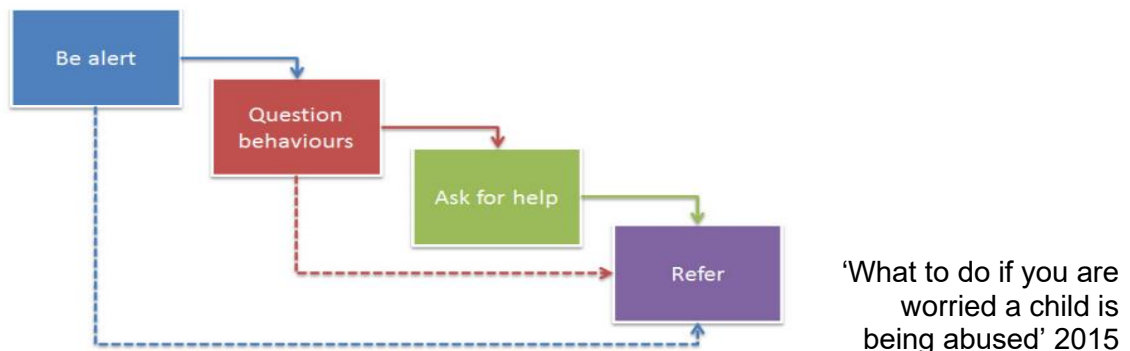 Be alert
Question
behaviours
Ask for help
Refer
‘What to do if you are
worried a child is
being abused’ 2015